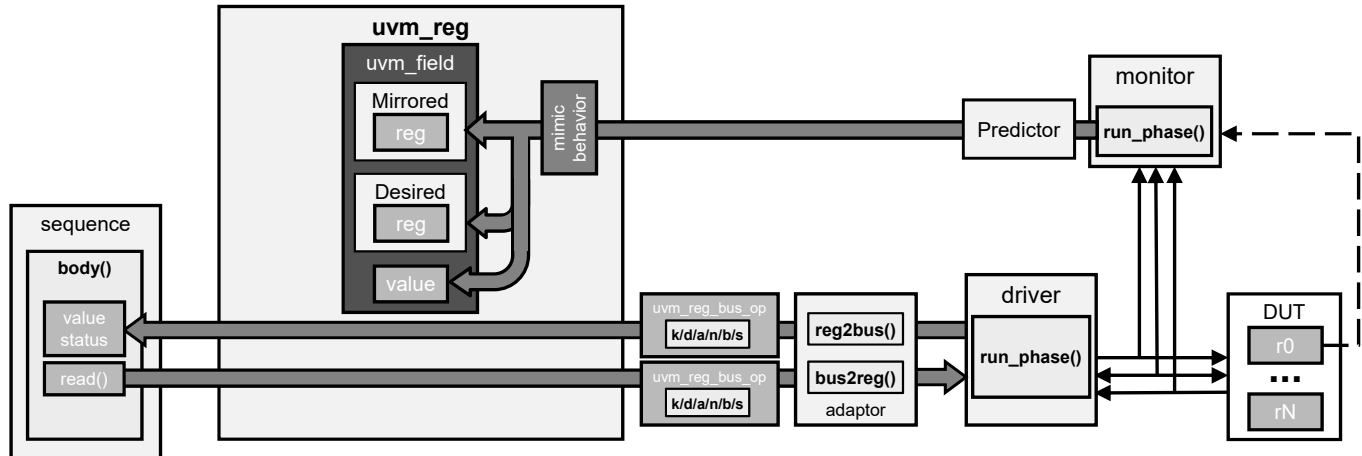 uvm_reg
uvm_field
Mirrored
reg
mimic
behavior
Predictor
monitor
run_phase()
Desired
reg
value
sequence
body()
value
status
read()
uvm_reg_bus_op
k/d/a/n/b/s
uvm_reg_bus_op
k/d/a/n/b/s
reg2bus()
bus2reg()
adaptor
driver
run_phase()
DUT
r0
...
rN